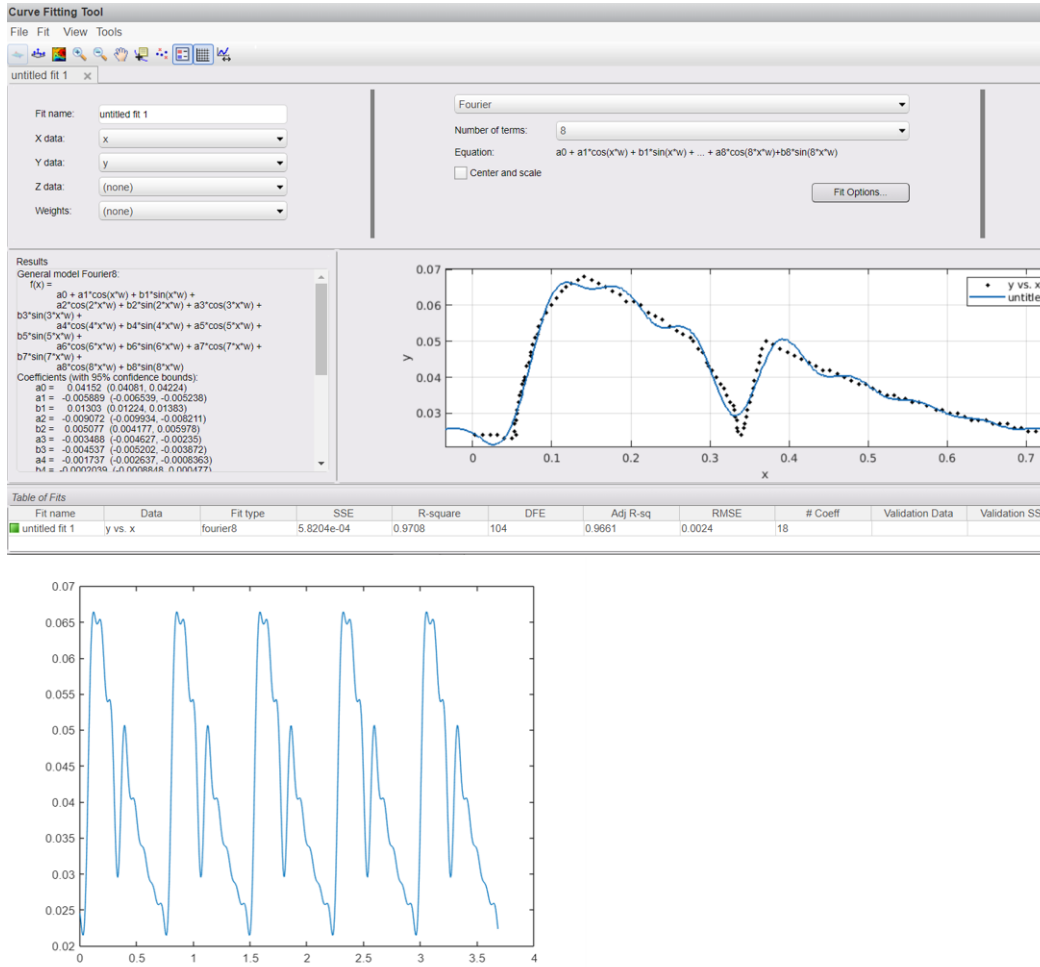 Curve Fitting Tool
File Fit View Tools
untitled fit 1
Fit name: untitled fit 1
X data: x
Y data: y
Z data: (none)
Weights: (none)
Fourier
Number of terms: 8
Equation: a0 + a1*cos(x*w) + b1*sin(x*w) + ... + a8*cos(8*x*w)+b8*sin(8*x*w)
Center and scale
Fit Options...
Results
General model Fourier8:
f(x) =
a0 + a1*cos(x*w) + b1*sin(x*w) +
a2*cos(2*x*w) + b2*sin(2*x*w) + a3*cos(3*x*w) +
b3*sin(3*x*w) +
a4*cos(4*x*w) + b4*sin(4*x*w) + a5*cos(5*x*w) +
b5*sin(5*x*w) +
a6*cos(6*x*w) + b6*sin(6*x*w) + a7*cos(7*x*w) +
b7*sin(7*x*w) +
a8*cos(8*x*w) + b8*sin(8*x*w)
Coefficients (with 95% confidence bounds):
a0 = 0.04152 (0.04081, 0.04224)
a1 = -0.005889 (-0.006539, -0.005238)
b1 = 0.01303 (0.01224, 0.01383)
a2 = -0.009072 (-0.009934, -0.008211)
b2 = 0.005077 (0.004177, 0.005978)
a3 = -0.003488 (-0.004627, -0.00235)
b3 = -0.004537 (-0.005202, -0.003872)
a4 = -0.001737 (-0.002637, -0.0008363)
b4 = -0.0002039 (-0.0008848, 0.000477)
0.07
0.06
0.05
0.04
0.03
y
0 0.1 0.2 0.3 0.4 0.5 0.6 0.7
x
y vs. x
untitle
Table of Fits
Fit name Data Fit type SSE R-square DFE Adj R-sq RMSE # Coeff Validation Data Validation SS
untitled fit 1 y vs. x fourier8 5.8204e-04 0.9708 104 0.9661 0.0024 18
0.07
0.065
0.06
0.055
0.05
0.045
0.04
0.035
0.03
0.025
0.02
0 0.5 1 1.5 2 2.5 3 3.5 4